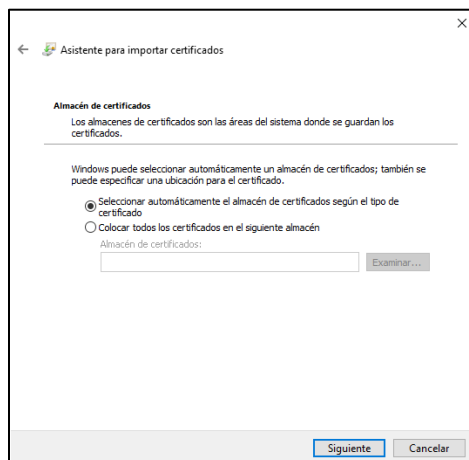 Asistente para importar certificados
Almacén de certificados
Los almacenes de certificados son las áreas del sistema donde se guardan los
certificados.
Windows puede seleccionar automáticamente un almacén de certificados; también se
puede especificar una ubicación para el certificado.
Seleccionar automáticamente el almacén de certificados según el tipo de
certificado
Colocar todos los certificados en el siguiente almacén
Almacén de certificados:
Examinar...
Siguiente Cancelar